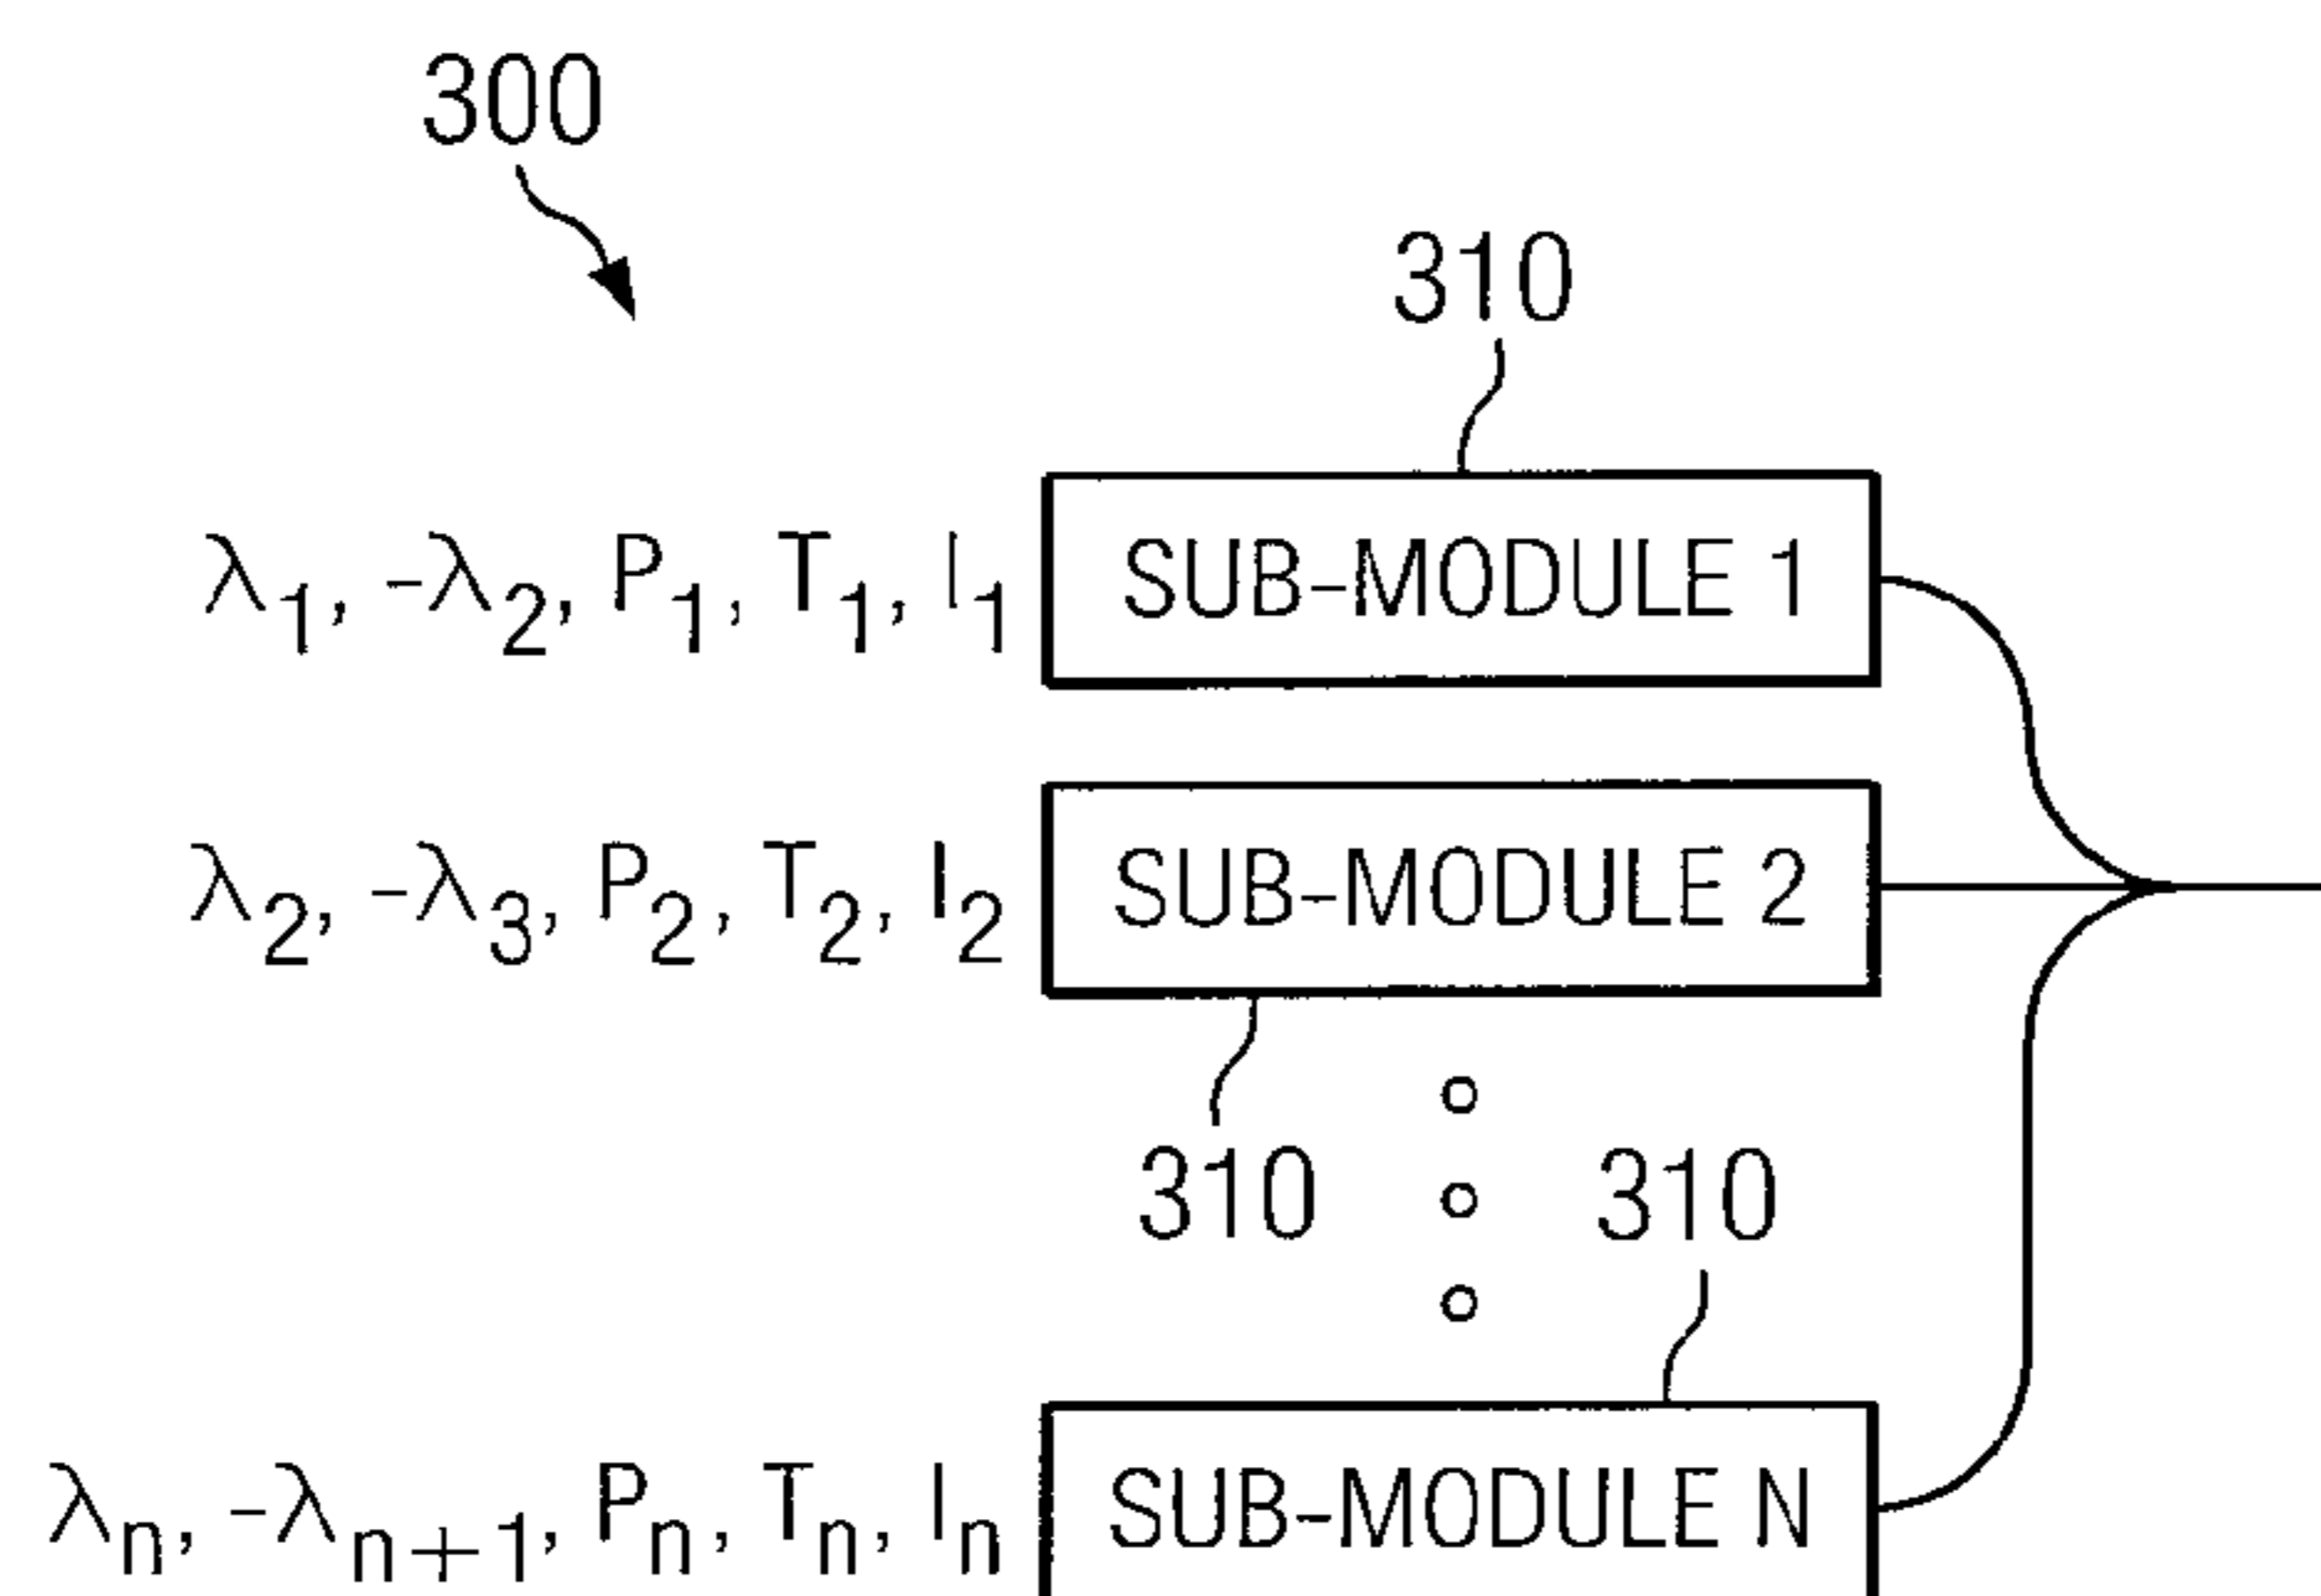 300
310
λ₁, -λ₂, P₁, T₁, I₁ SUB-MODULE 1
λ₂, -λ₃, P₂, T₂, I₂ SUB-MODULE 2
310 310
λₙ, -λₙ₊₁, Pₙ, Tₙ, Iₙ SUB-MODULE N